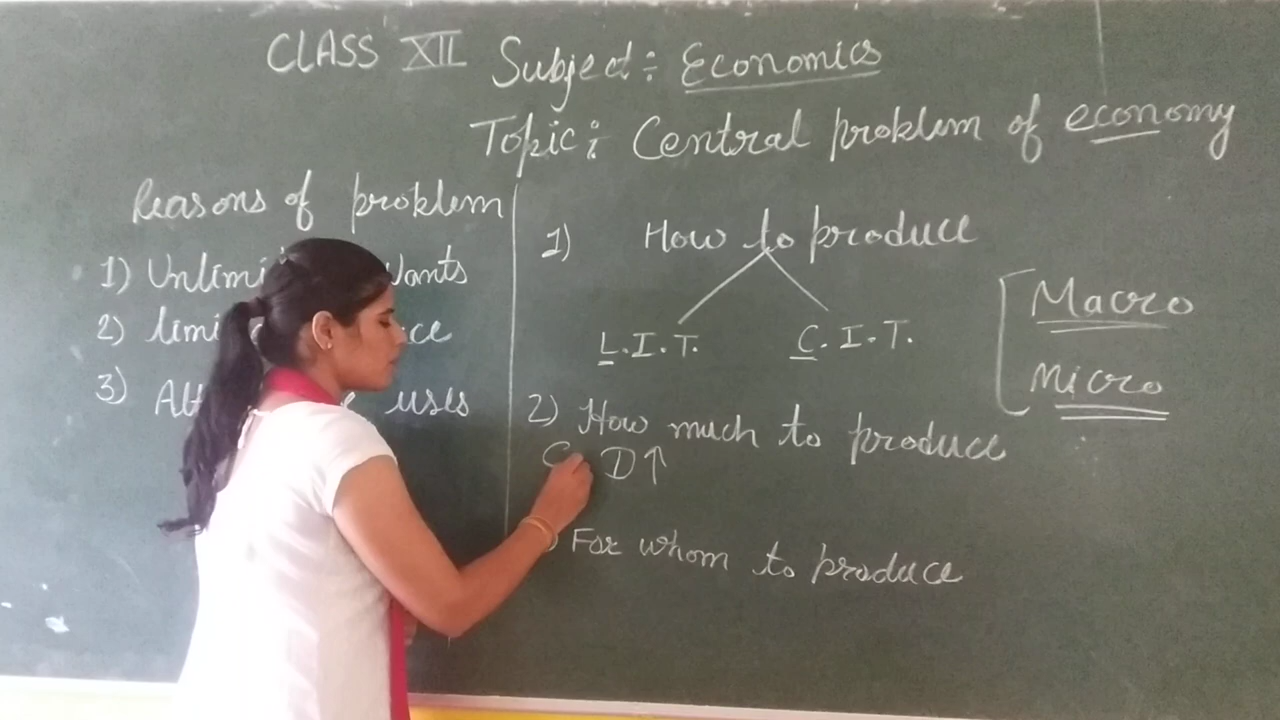 CLASS XII Subject: Economics
Topic: Central problem of economy
Reasons of problem
1) Unlimi ants
2) limi ce
3) Alt uses
1) How to produce
L.I.T. C.I.T.
Macro
Micro
2) How much to produce
C D↑
) For whom to produce